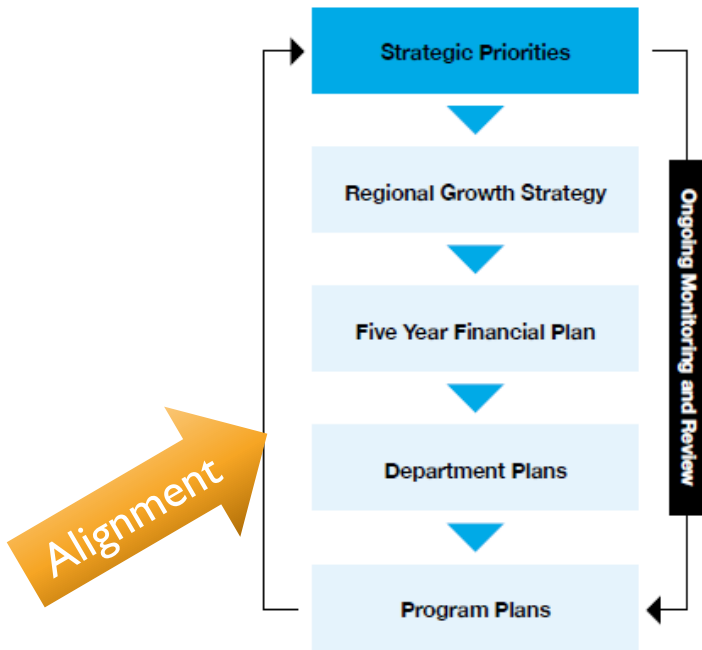 Strategic Priorities
Regional Growth Strategy
Five Year Financial Plan
Department Plans
Program Plans
Ongoing Monitoring and Review
Alignment